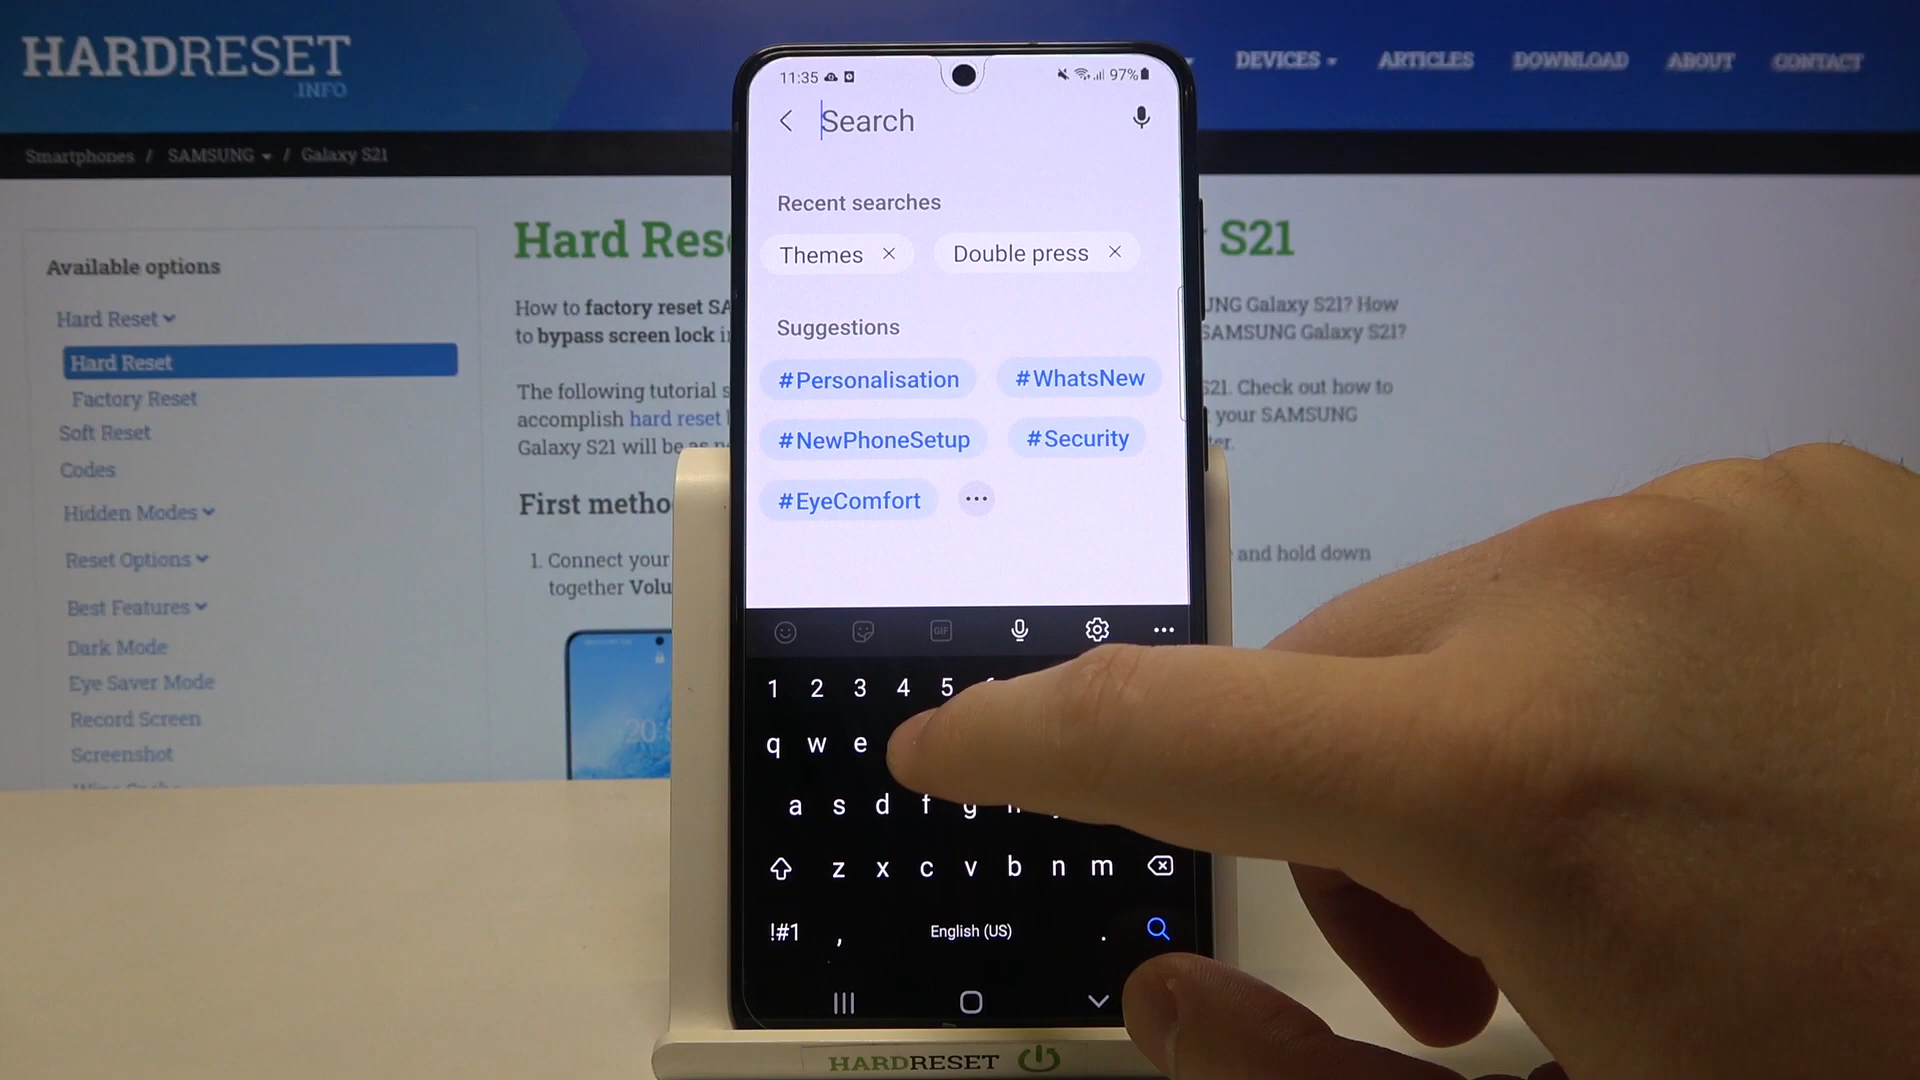 HARDRESET
.INFO
DEVICES
ARTICLES
DOWNLOAD
ABOUT
CONTACT
Smartphones / SAMSUNG / Galaxy S21
Available options
Hard Reset
Hard Reset
Factory Reset
Soft Reset
Codes
Hidden Modes
Reset Options
Best Features
Dark Mode
Eye Saver Mode
Record Screen
Screenshot
Hard Res
S21
How to factory reset SA
to bypass screen lock i
The following tutorial s
accomplish hard reset
Galaxy S21 will be as
First metho
1. Connect your
together Volu
UNG Galaxy S21? How
SAMSUNG Galaxy S21?
S21. Check out how to
your SAMSUNG
ter.
and hold down
11:35
97%
Search
Recent searches
Themes ×
Double press ×
Suggestions
#Personalisation
#WhatsNew
#NewPhoneSetup
#Security
#EyeComfort
...
GIF
1 2 3 4 5
q w e
a s d f g
z x c v b n m
!#1 , English (US) .
HARDRESET